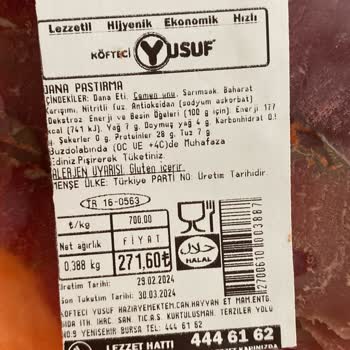 Lezzetli Hijyenik Ekonomik Hızlı
KÖFTECİ YUSUF
DANA PASTIRMA
İÇİNDEKİLER: Dana Eti, Çemen unu, Sarımsak, Baharat
Karışımı, Nitritli tuz, Antioksidan (sodyum askorbat)
Dekstroz Enerji ve Besin Öğeleri (100 g için) Enerji 177
kcal (741 kJ), Yağ 7 g, Doymuş yağ 4 g, Karbonhidrat 0.
Şekerler 0 g, Proteinler 28 g, Tuz 7 g
Buzdolabında (0C VE +4C)de Muhafaza
Ediniz Pişirerek Tüketiniz.
ALERJEN UYARISI: Gluten içerir.
MENŞE ÜLKE: Türkiye PARTİ NO: Üretim Tarihidir.
TR 16-0563
₺/kg 700.00
Net ağırlık FİYAT
0.388 kg 271,60₺
HALAL
Üretim Tarihi: 29.02.2024
Son Tüketim Tarihi: 30.03.2024
KÖFTECİ YUSUF HAZIRYEMEKTEM.CAN.HAYVAN ET MAM.ENTG.
GIDA İTH. İHRC SAN TİC A.S. KURTULUŞMAH. TERZİLER YOLU
NO:9 YENİŞEHİR BURSA TEL: 444 61 62
LEZZET HATTI 444 61 62